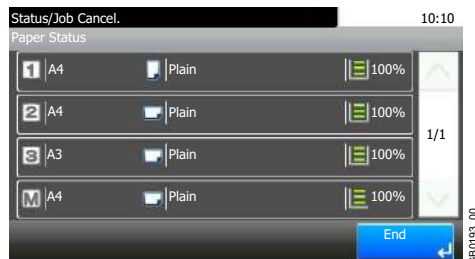 Status/Job Cancel. 10:10
Paper Status
1 A4 Plain 100%
2 A4 Plain 100%
1/1
3 A3 Plain 100%
M A4 Plain 100%
End